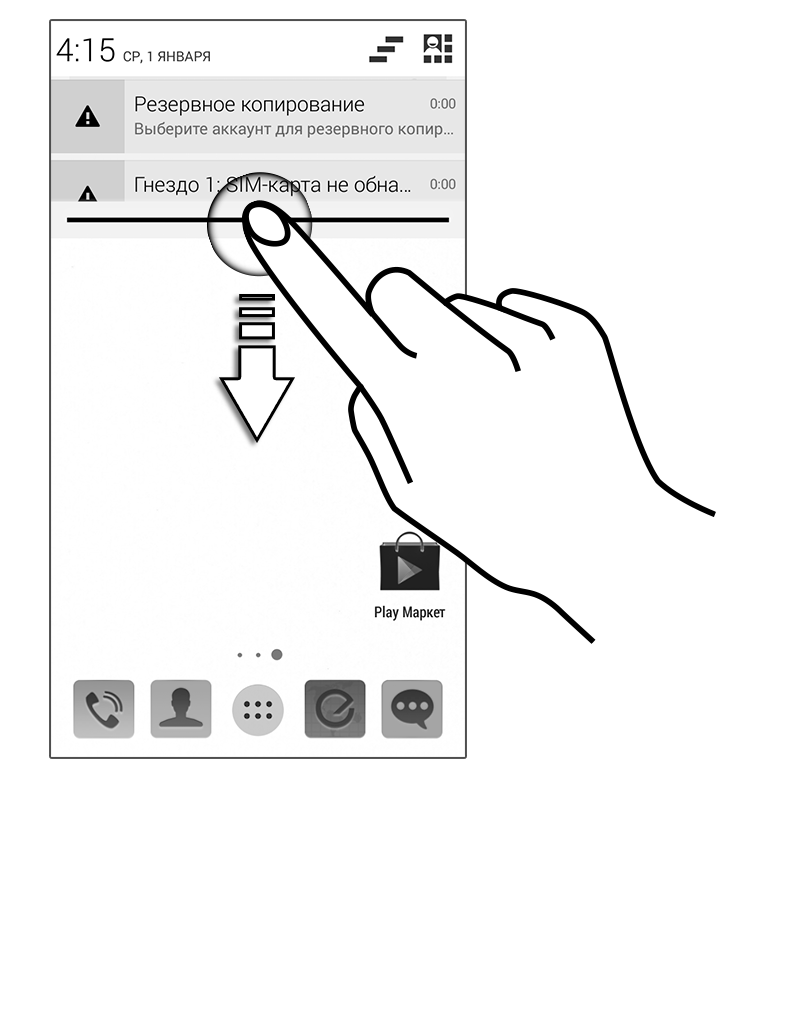 4:15 СР, 1 ЯНВАРЯ
Резервное копирование 0:00
Выберите аккаунт для резервного копир...
Гнездо 1: SIM-карта не обна... 0:00
Play Маркет